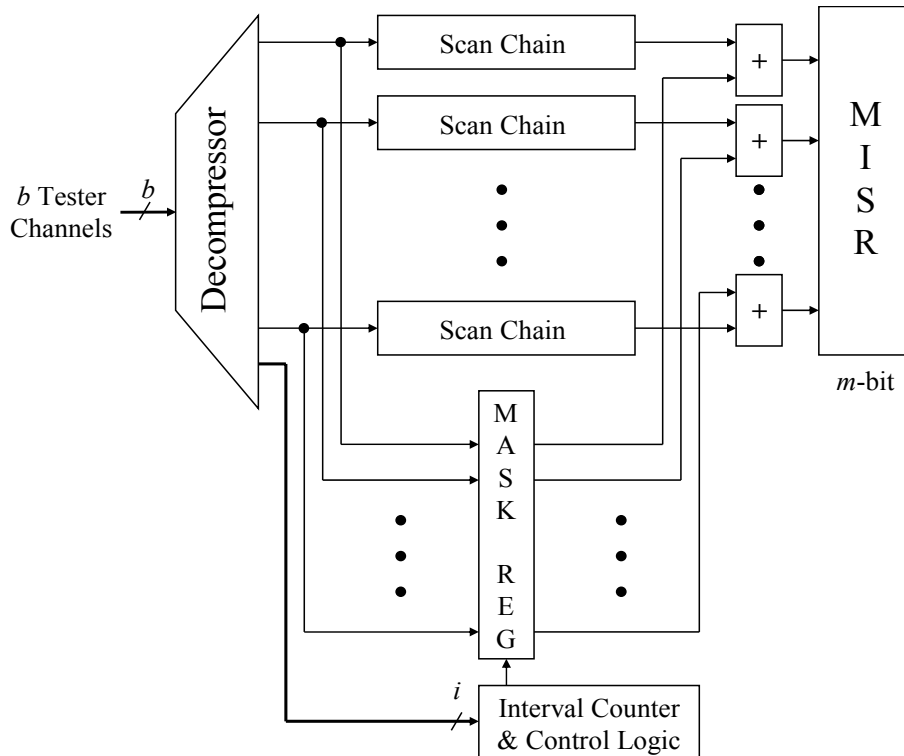 Scan Chain
+
Scan Chain
+
Scan Chain
+
b Tester
Channels
b
Decompressor
M
I
S
R
m-bit
M
A
S
K
R
E
G
i
Interval Counter
& Control Logic